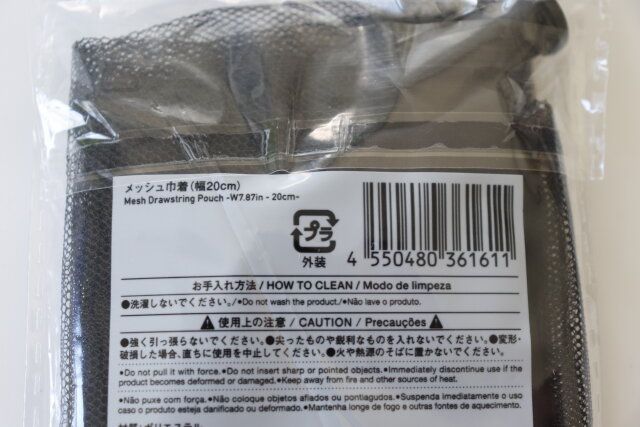 メッシュ巾着(幅20cm)
Mesh Drawstring Pouch -W7.87in - 20cm-
プラ
外装
4 550480 361611
お手入れ方法 / HOW TO CLEAN / Modo de limpeza
●洗濯しないでください。/●Do not wash the product./●Não lave o produto.
使用上の注意 / CAUTION / Precauções
●強く引っ張らないでください。●尖ったものや鋭利なものを入れないでください。●変形・
破損した場合、直ちに使用を中止してください。●火や熱源のそばに置かないでください。
●Do not pull it with force. ●Do not insert sharp or pointed objects. ●Immediately discontinue use if the
product becomes deformed or damaged. ●Keep away from fire and other sources of heat.
●Não puxe com força. ●Não coloque objetos afiados ou pontiagudos. ●Suspenda imediatamente o uso
caso o produto esteja danificado ou deformado. ●Mantenha longe de fogo e outras fontes de aquecimento.
材質:ポリエステル